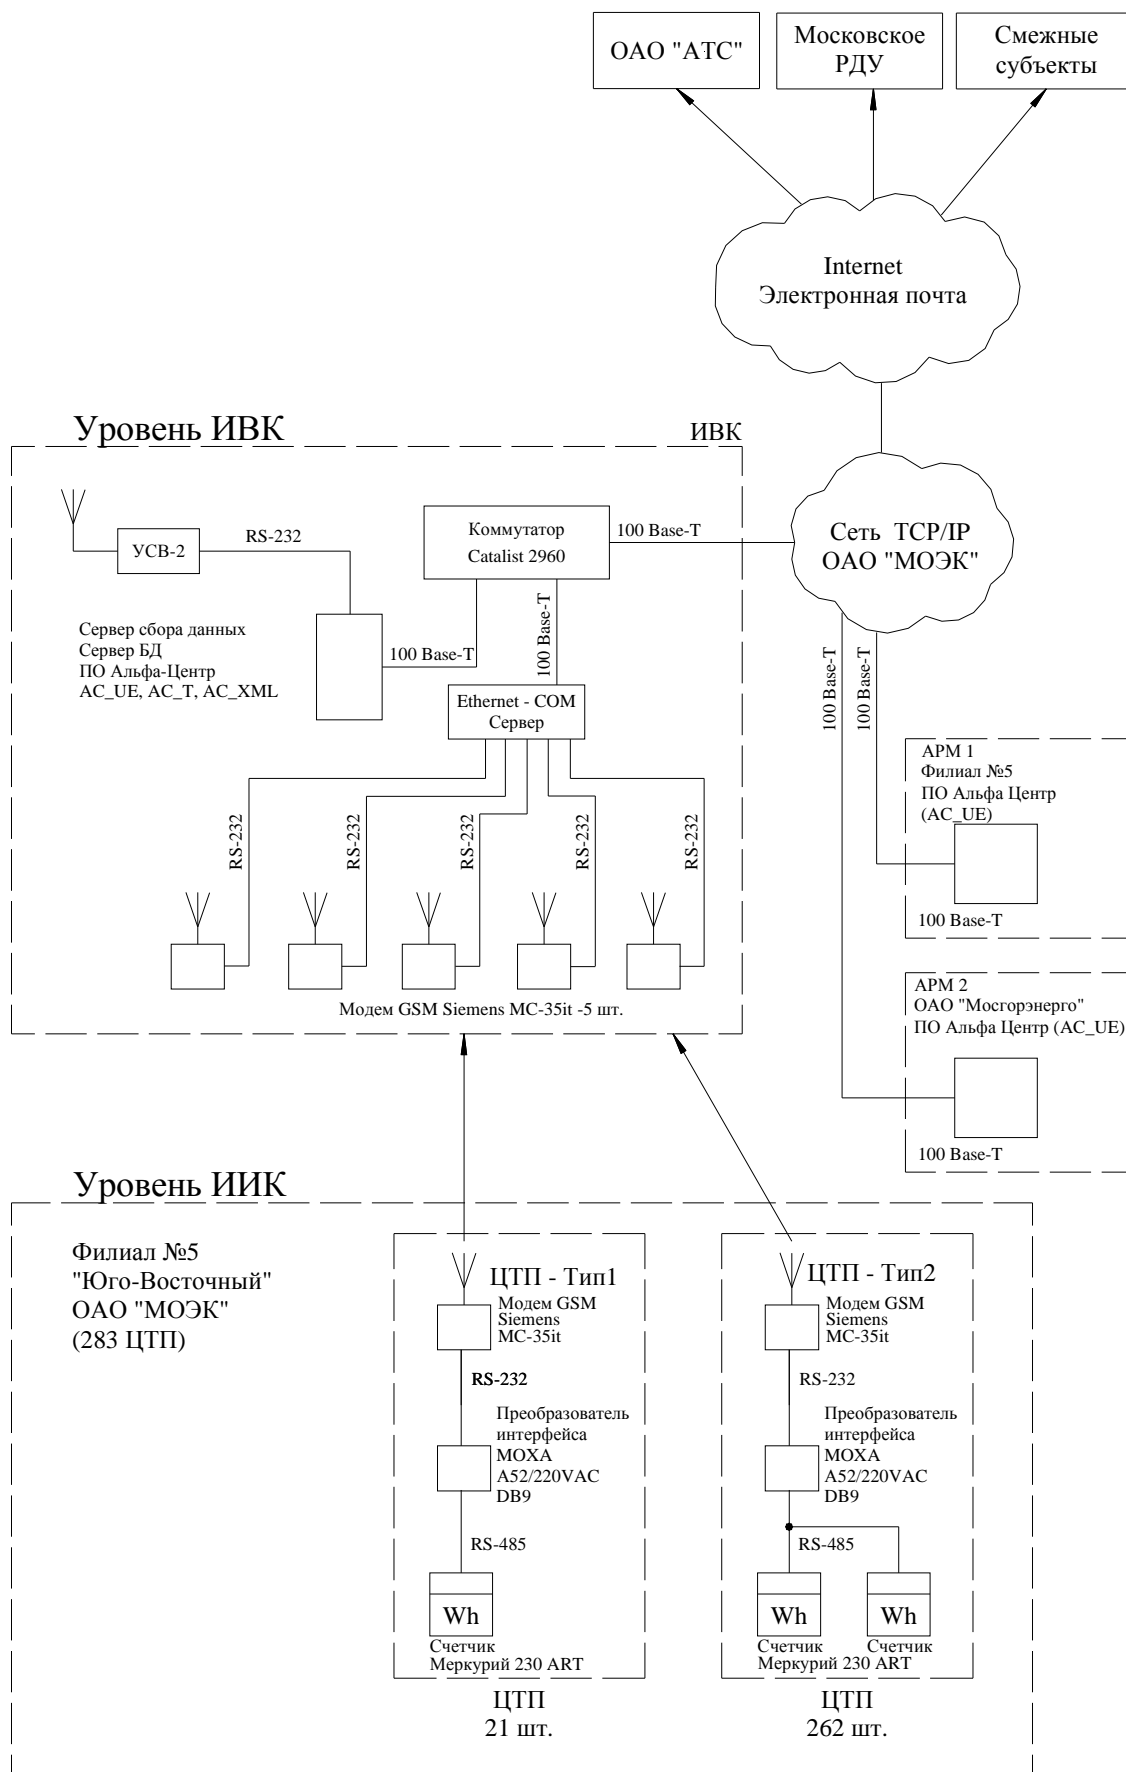 ОАО "АТС"
Московское
РДУ
Смежные
субъекты
Internet
Электронная почта
Уровень ИВК
ИВК
УСВ-2
RS-232
Коммутатор
Catalist 2960
100 Base-T
Сеть TCP/IP
ОАО "МОЭК"
Сервер сбора данных
Сервер БД
ПО Альфа-Центр
AC_UE, AC_T, AC_XML
100 Base-T
100 Base-T
Ethernet - COM
Сервер
100 Base-T
100 Base-T
RS-232
RS-232
RS-232
RS-232
RS-232
Модем GSM Siemens MC-35it -5 шт.
АРМ 1
Филиал №5
ПО Альфа Центр
(AC_UE)
100 Base-T
АРМ 2
ОАО "Мосгорэнерго"
ПО Альфа Центр (AC_UE)
100 Base-T
Уровень ИИК
Филиал №5
"Юго-Восточный"
ОАО "МОЭК"
(283 ЦТП)
ЦТП - Тип1
Модем GSM
Siemens
MC-35it
RS-232
Преобразователь
интерфейса
MOXA
A52/220VAC
DB9
RS-485
Wh
Счетчик
Меркурий 230 ART
ЦТП
21 шт.
ЦТП - Тип2
Модем GSM
Siemens
MC-35it
RS-232
Преобразователь
интерфейса
MOXA
A52/220VAC
DB9
RS-485
Wh
Wh
Счетчик
Счетчик
Меркурий 230 ART
ЦТП
262 шт.